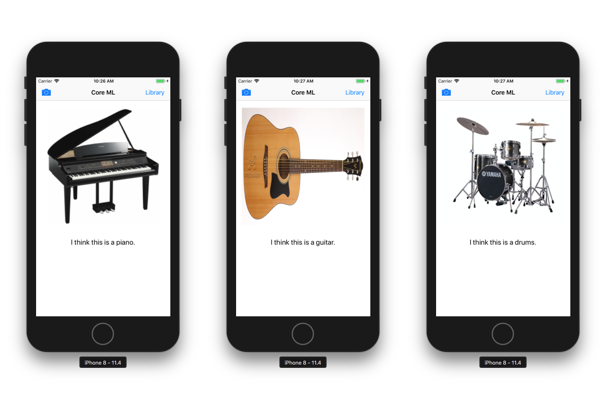 Carrier 10:26 AM
Core ML Library
I think this is a piano.
iPhone 8 - 11.4
Carrier 10:27 AM
Core ML Library
I think this is a guitar.
iPhone 8 - 11.4
Carrier 10:27 AM
Core ML Library
YAMAHA
I think this is a drums.
iPhone 8 - 11.4